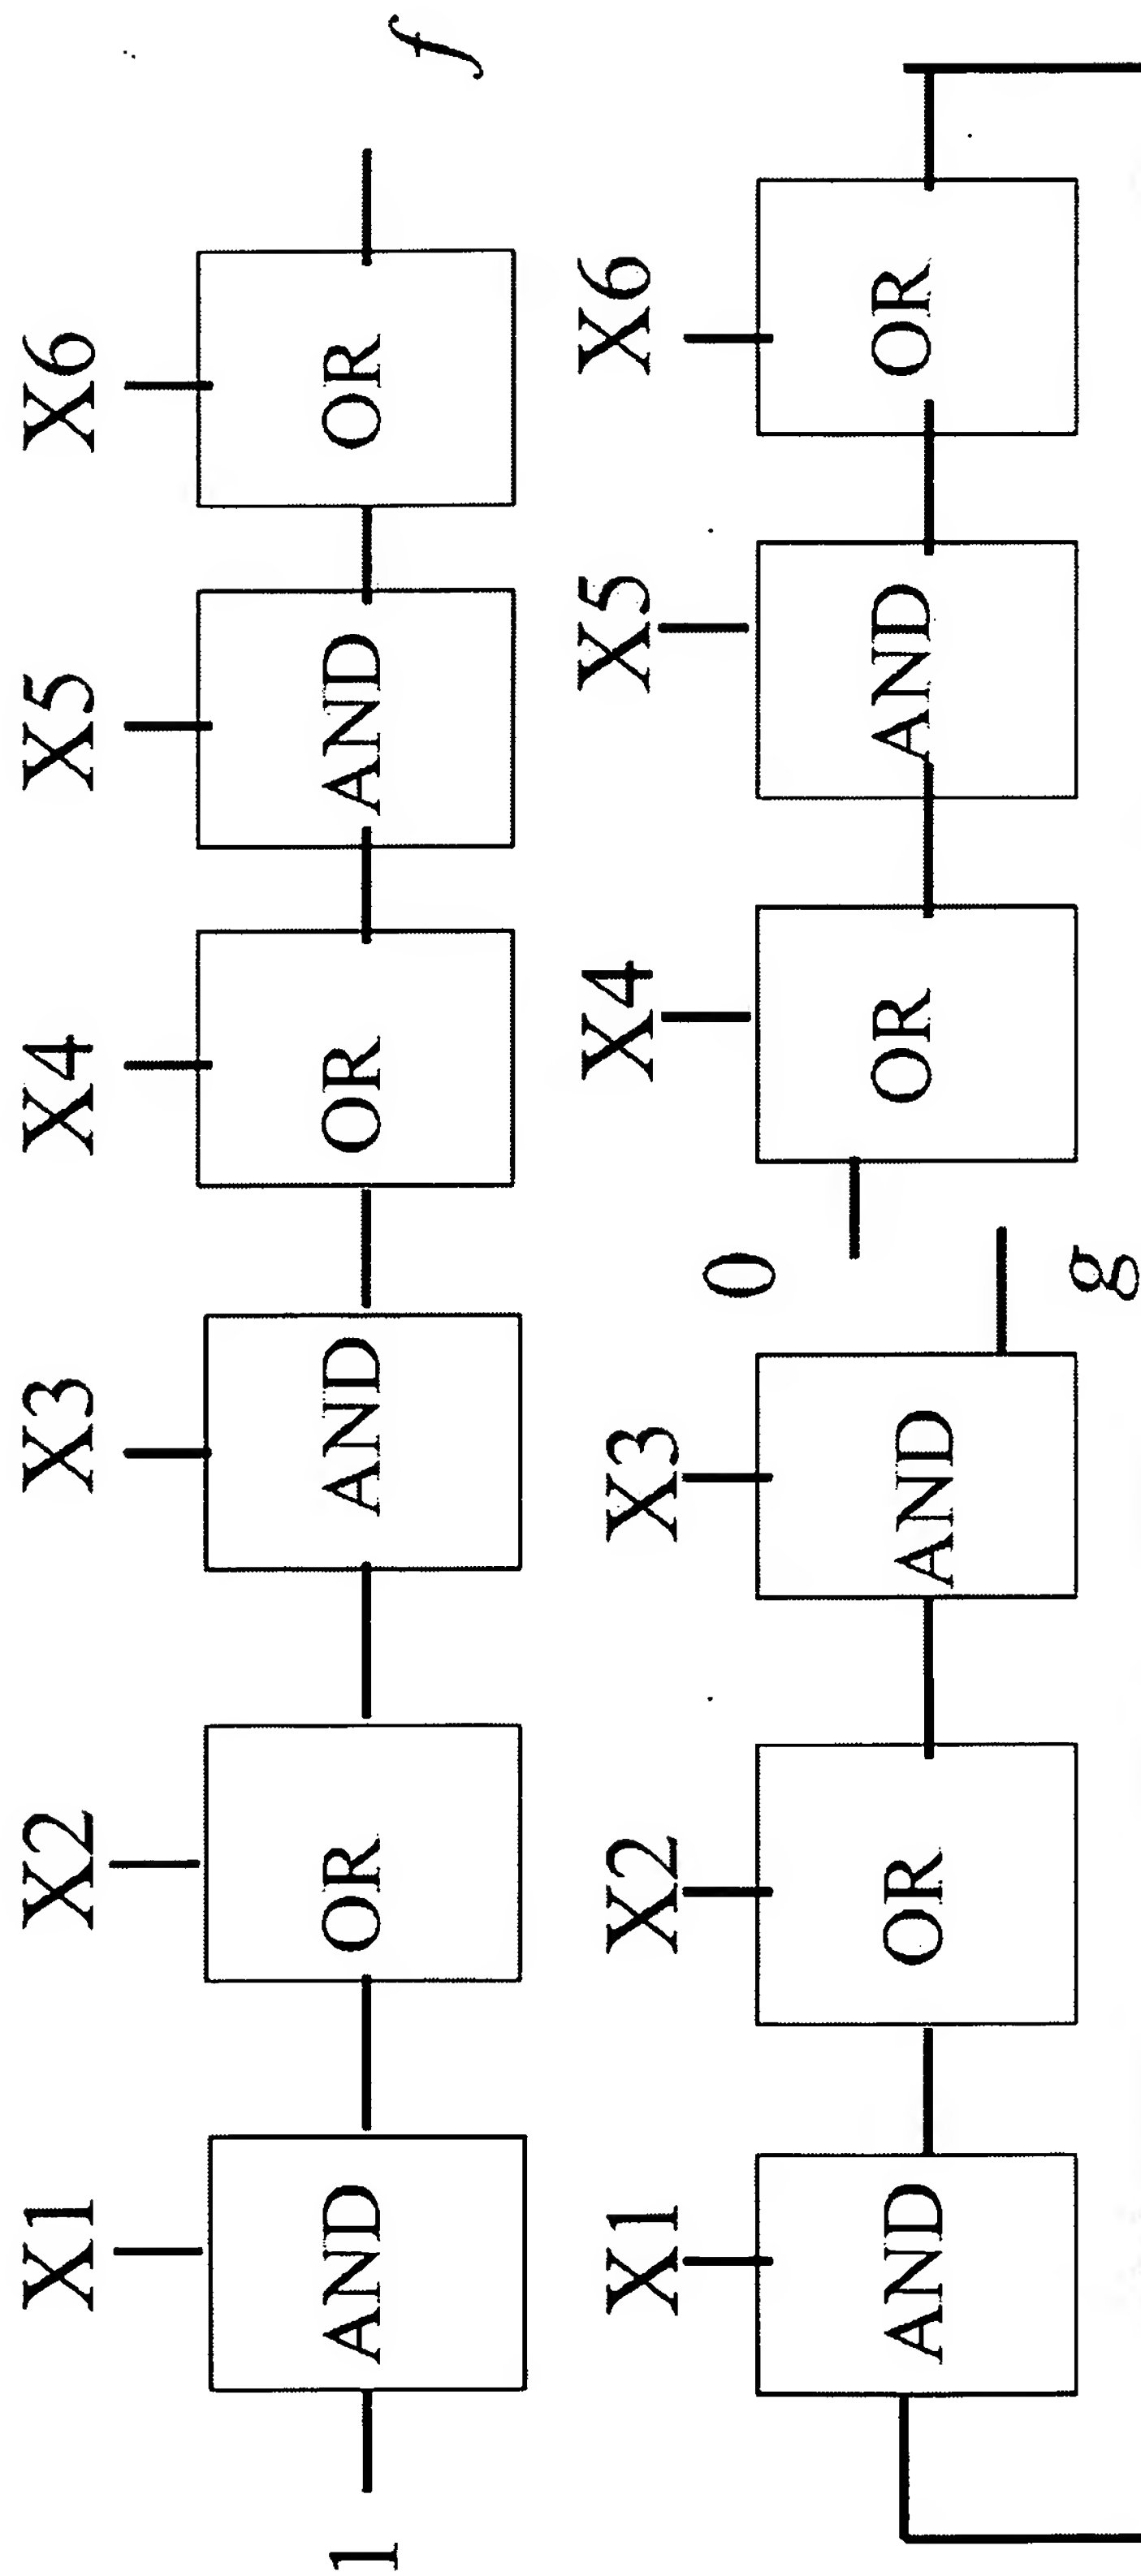 X1 X2 X3 X4 X5 X6
1 AND OR AND OR AND OR f
X1 X2 X3 X4 X5 X6
0
AND OR AND OR AND OR
g